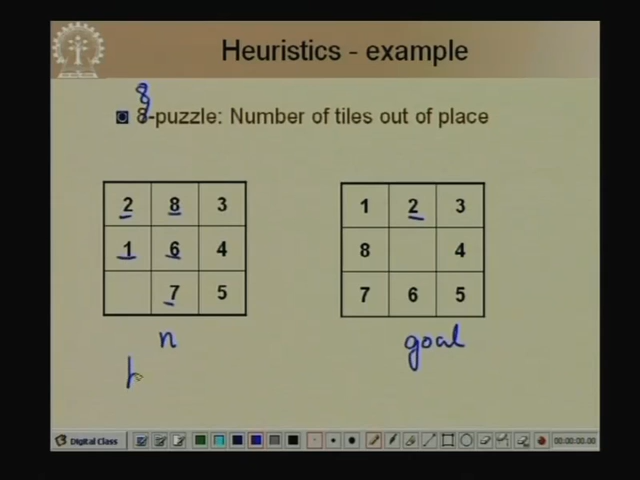 Heuristics - example
8
8-puzzle: Number of tiles out of place
2 8 3
1 6 4
7 5
1 2 3
8 4
7 6 5
n
goal
h
Digital Class
00:00:00.00